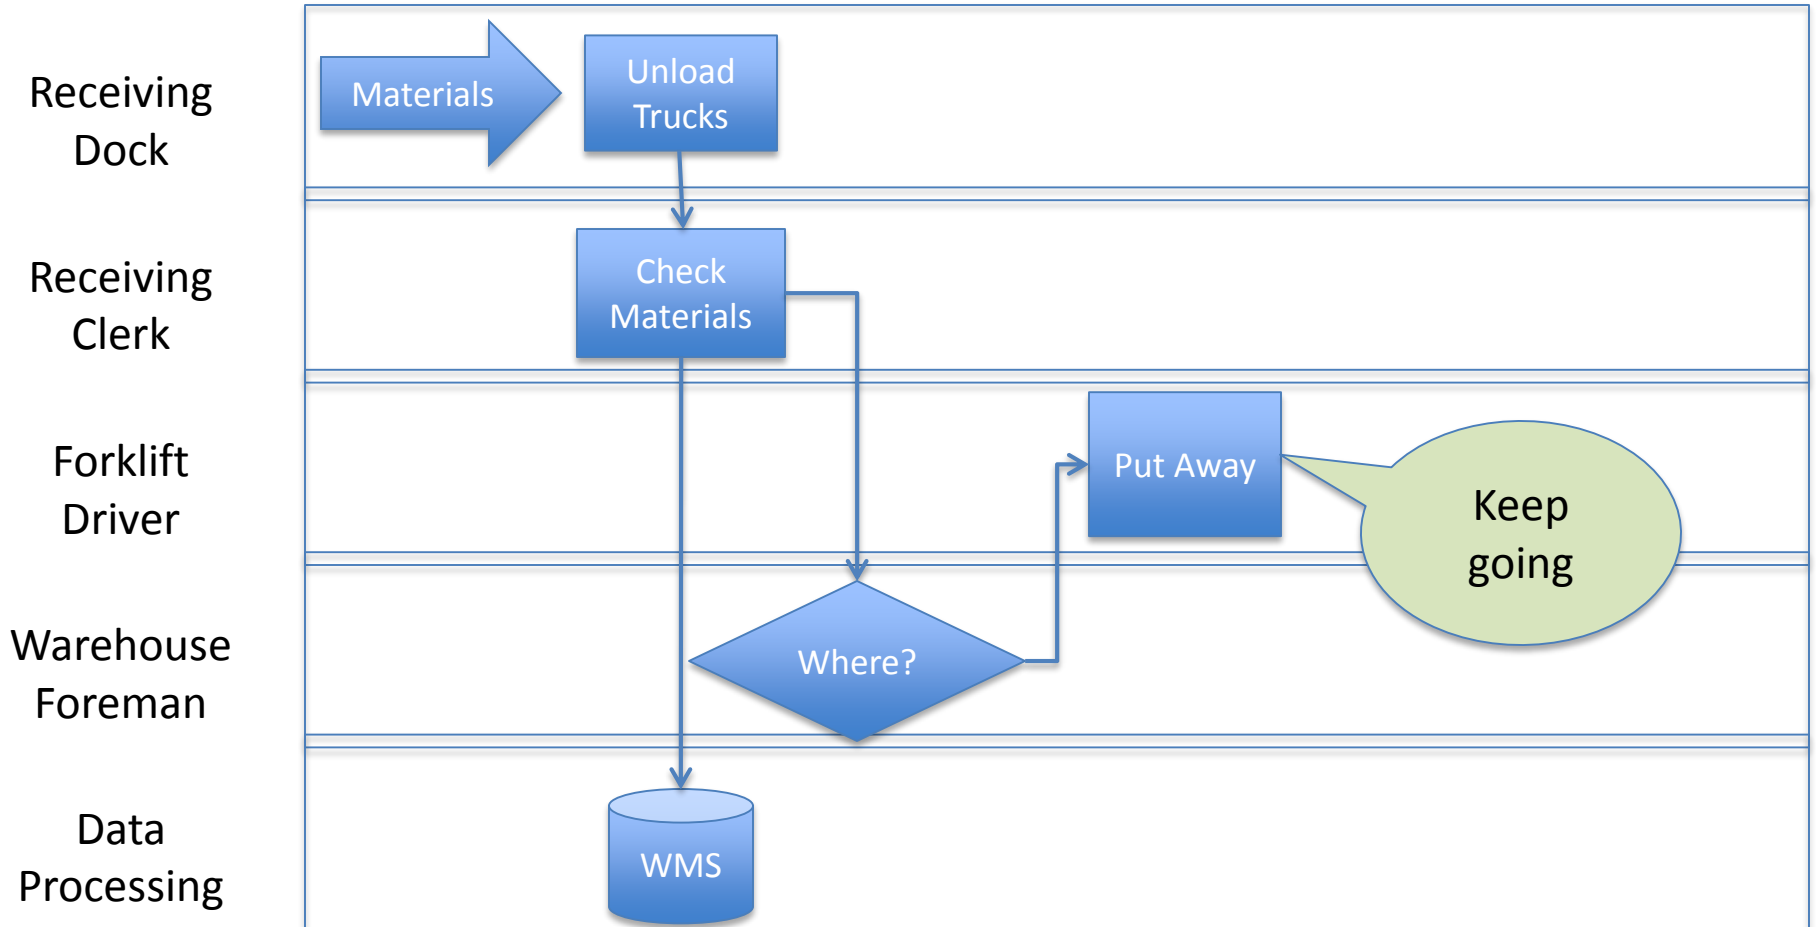 Receiving
Dock
Materials
Unload
Trucks
Receiving
Clerk
Check
Materials
Forklift
Driver
Put Away
Keep
going
Warehouse
Foreman
Where?
Data
Processing
WMS